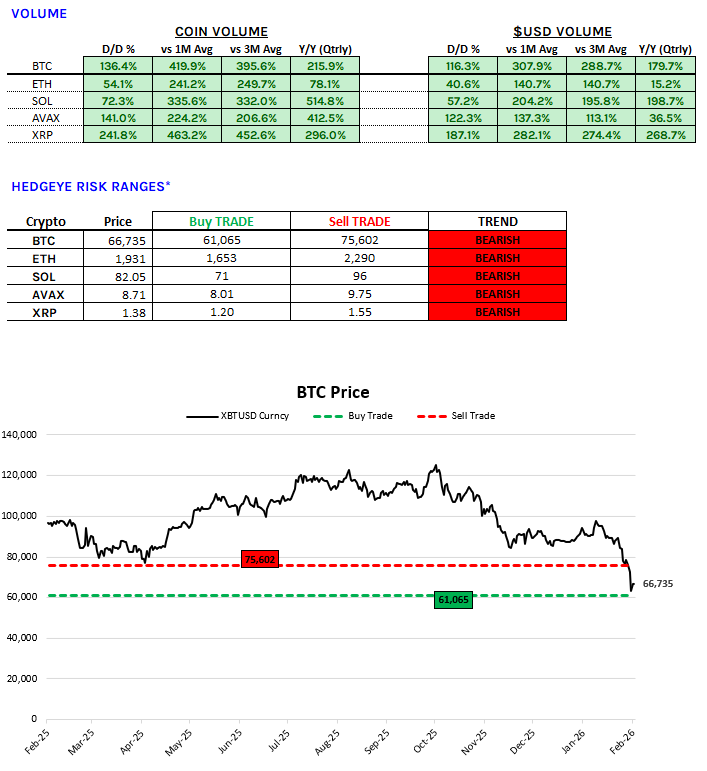 VOLUME
COIN VOLUME $USD VOLUME
D/D % vs 1M Avg vs 3M Avg Y/Y (Qtrly) D/D % vs 1M Avg vs 3M Avg Y/Y (Qtrly)
BTC 136.4% 419.9% 395.6% 215.9% 116.3% 307.9% 288.7% 179.7%
ETH 54.1% 241.2% 249.7% 78.1% 40.6% 140.7% 140.7% 15.2%
SOL 72.3% 335.6% 332.0% 514.8% 57.2% 204.2% 195.8% 198.7%
AVAX 141.0% 224.2% 206.6% 412.5% 122.3% 137.3% 113.1% 36.5%
XRP 241.8% 463.2% 452.6% 296.0% 187.1% 282.1% 274.4% 268.7%
HEDGEYE RISK RANGES*
Crypto Price Buy TRADE Sell TRADE TREND
BTC 66,735 61,065 75,602 BEARISH
ETH 1,931 1,653 2,290 BEARISH
SOL 82.05 71 96 BEARISH
AVAX 8.71 8.01 9.75 BEARISH
XRP 1.38 1.20 1.55 BEARISH
BTC Price
XBTUSD Curncy Buy Trade Sell Trade
140,000
120,000
100,000
80,000
75,602
60,000
66,735
61,065
40,000
20,000
0
Feb-25 Mar-25 Apr-25 May-25 Jun-25 Jul-25 Aug-25 Sep-25 Oct-25 Nov-25 Dec-25 Jan-26 Feb-26